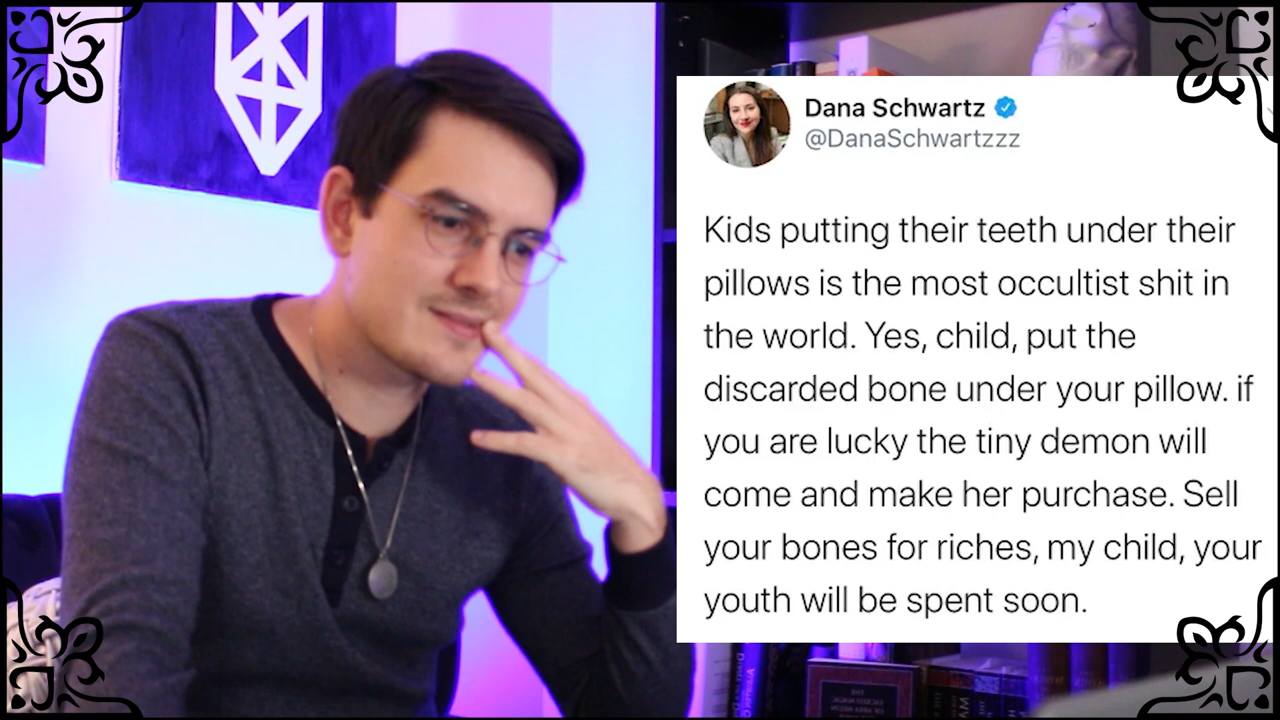 Dana Schwartz
@DanaSchwartzzz
Kids putting their teeth under their
pillows is the most occultist shit in
the world. Yes, child, put the
discarded bone under your pillow. if
you are lucky the tiny demon will
come and make her purchase. Sell
your bones for riches, my child, your
youth will be spent soon.